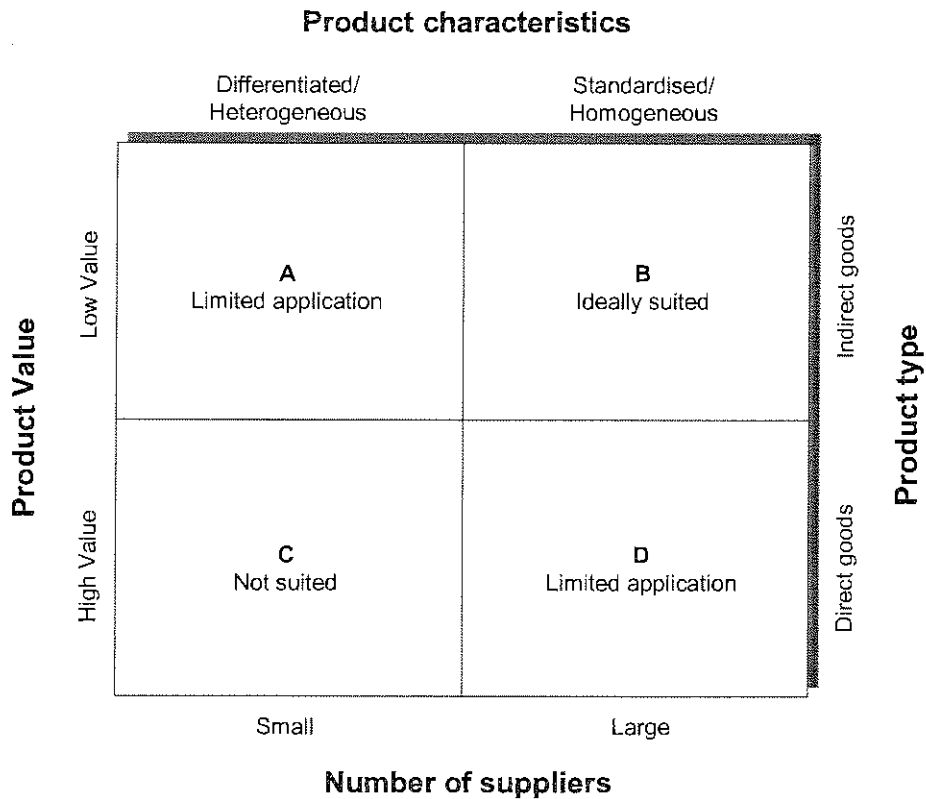 Product characteristics
Differentiated/
Heterogeneous
Standardised/
Homogeneous
Product Value
Low Value
High Value
A
Limited application
B
Ideally suited
C
Not suited
D
Limited application
Indirect goods
Direct goods
Product type
Small
Large
Number of suppliers